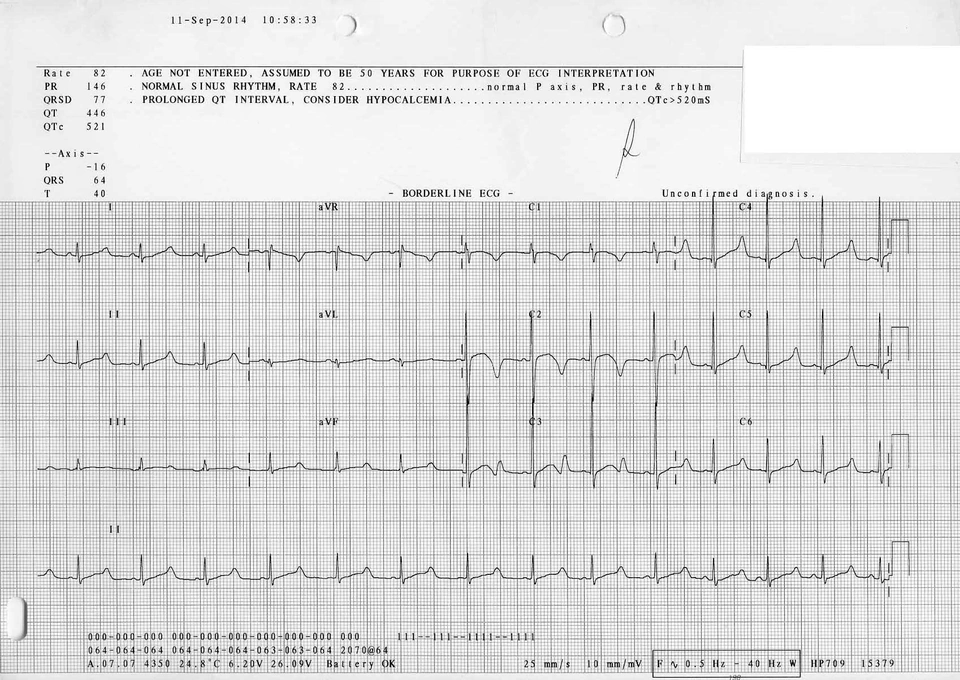 11-Sep-2014 10:58:33
Rate 82 . AGE NOT ENTERED, ASSUMED TO BE 50 YEARS FOR PURPOSE OF ECG INTERPRETATION
PR 146 . NORMAL SINUS RHYTHM, RATE 82....................normal P axis, PR, rate & rhythm
QRSD 77 . PROLONGED QT INTERVAL, CONSIDER HYPOCALCEMIA............................QTc>520mS
QT 446
QTc 521
--Axis--
P -16
QRS 64
T 40 - BORDERLINE ECG - Unconfirmed diagnosis.
I aVR C1 C4
II aVL C2 C5
III aVF C3 C6
II
000-000-000 000-000-000-000-000-000 000 111--111--1111--1111
064-064-064 064-064-064-063-063-064 2070@64
A.07.07 4350 24.8°C 6.20V 26.09V Battery OK 25 mm/s 10 mm/mV F ∿ 0.5 Hz - 40 Hz W HP709 15379